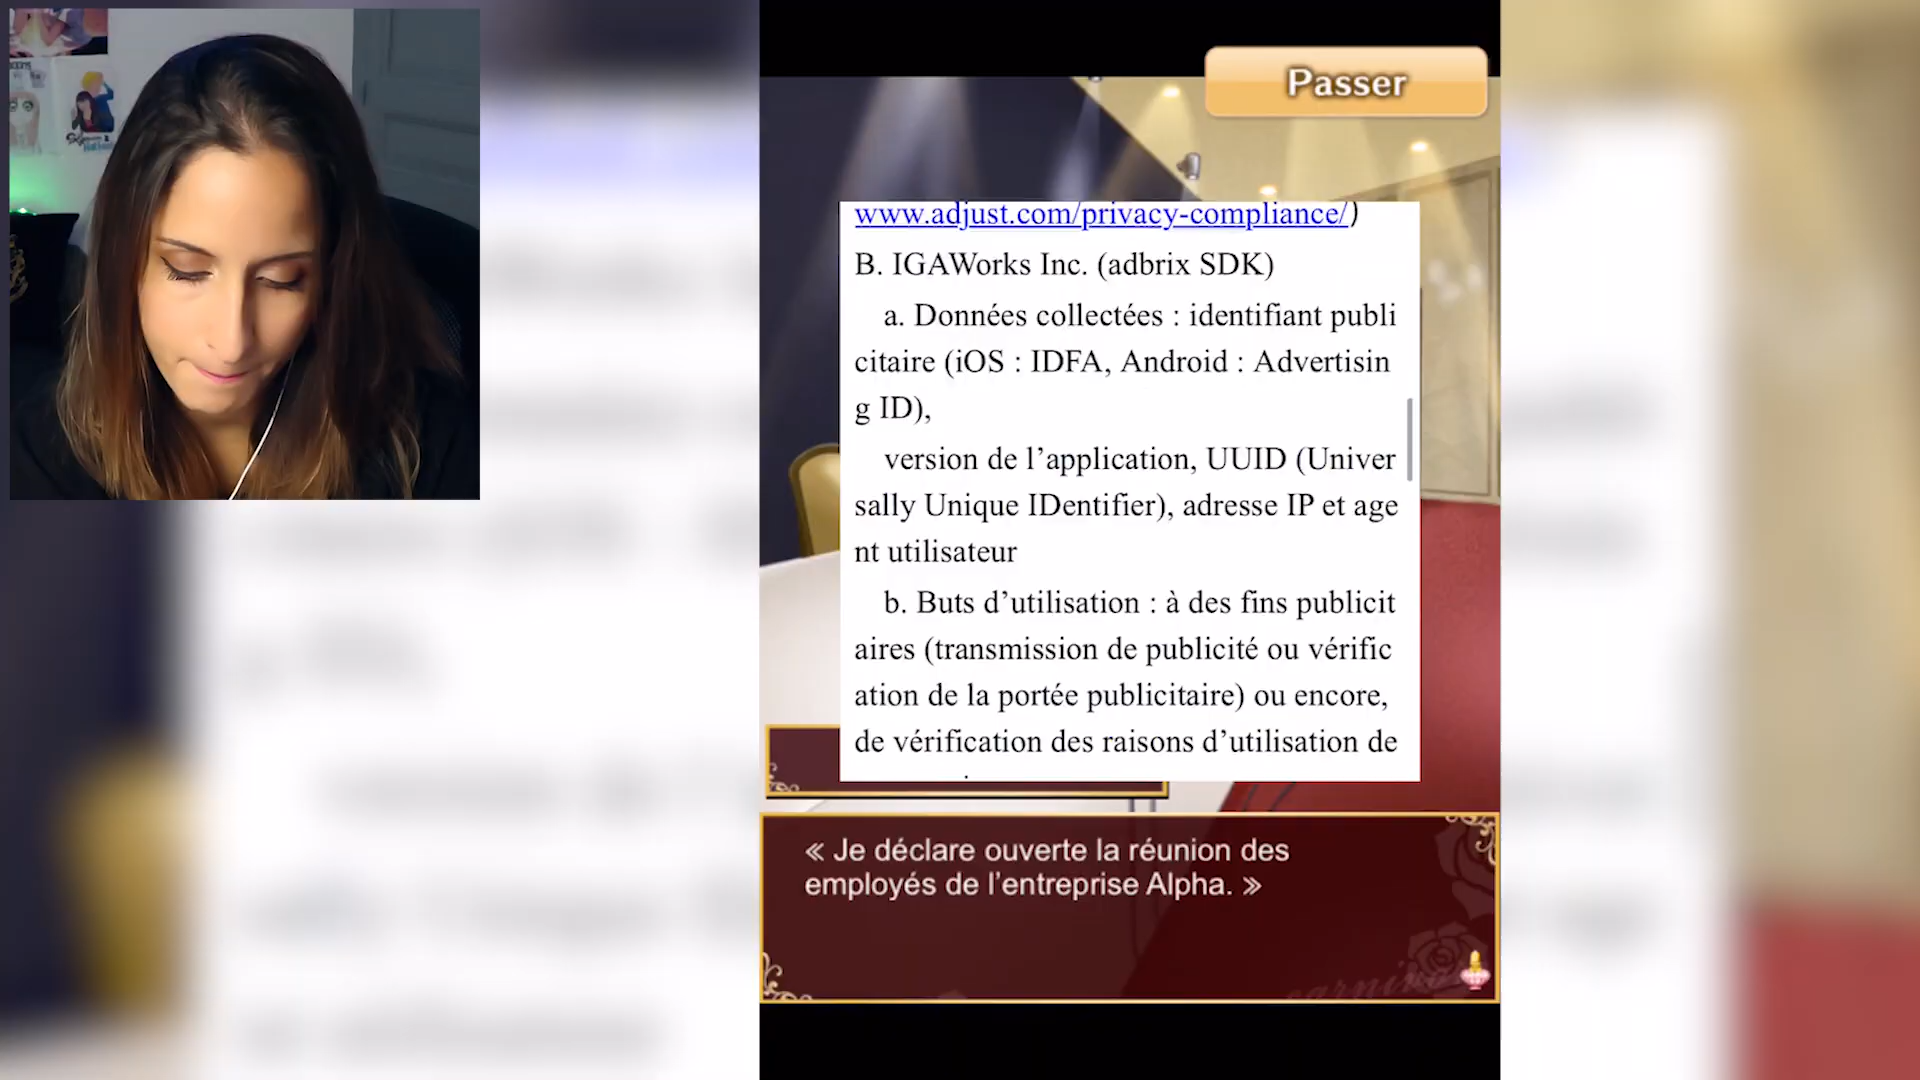 Passer
www.adjust.com/privacy-compliance/)
B. IGAWorks Inc. (adbrix SDK)
a. Données collectées : identifiant publi
citaire (iOS : IDFA, Android : Advertisin
g ID),
version de l’application, UUID (Univer
sally Unique IDentifier), adresse IP et age
nt utilisateur
b. Buts d’utilisation : à des fins publicit
aires (transmission de publicité ou vérific
ation de la portée publicitaire) ou encore,
de vérification des raisons d’utilisation de
« Je déclare ouverte la réunion des
employés de l’entreprise Alpha. »